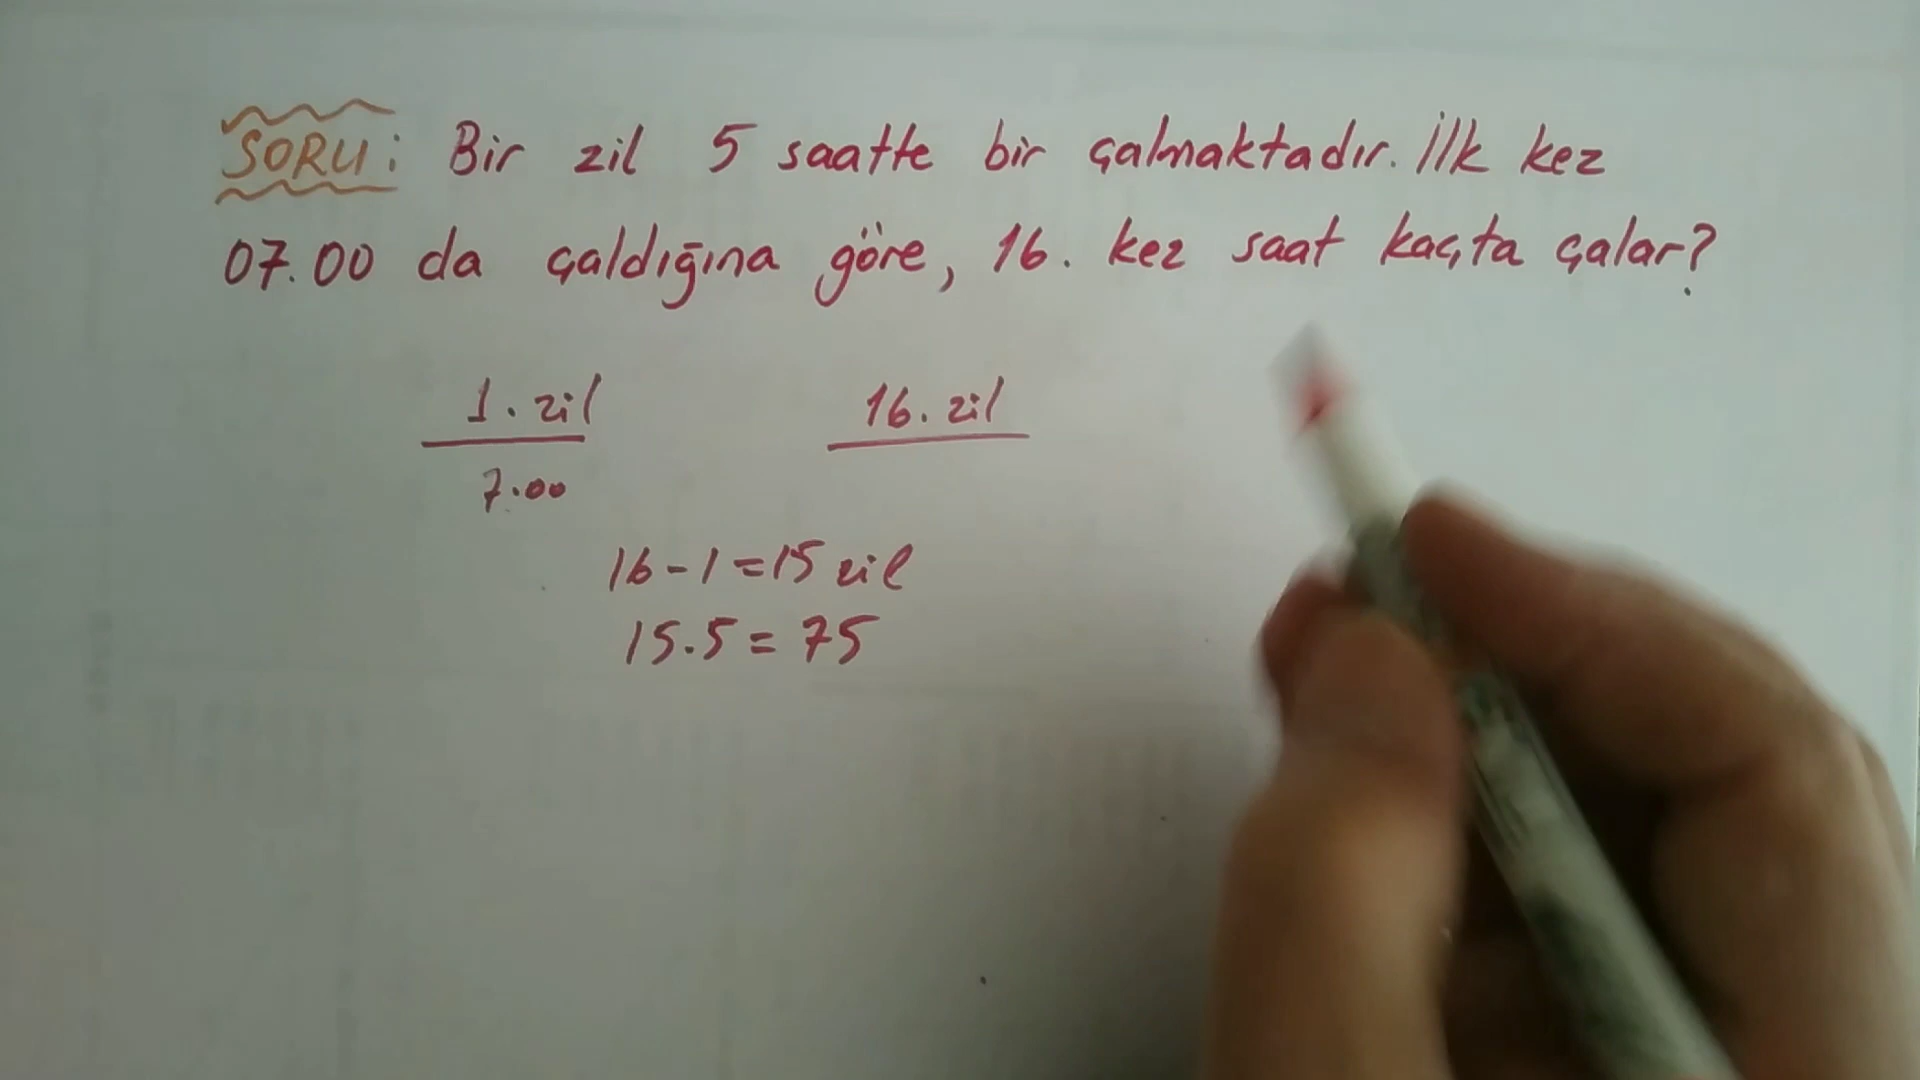 SORU: Bir zil 5 saatte bir çalmaktadır. İlk kez
07.00 da çaldığına göre, 16. kez saat kaçta çalar?
1. zil 16. zil
7.00
16-1=15 zil
15.5=75